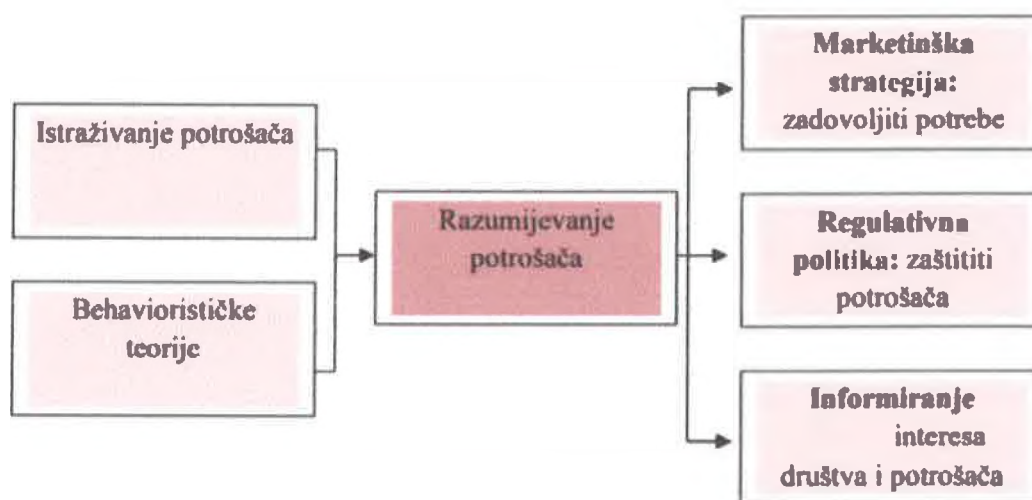 Istraživanje potrošača
Behaviorističke
teorije
Razumijevanje
potrošača
Marketinška
strategija:
zadovoljiti potrebe
Regulativna
politika: zaštititi
potrošača
Informiranje
interesa
društva i potrošača